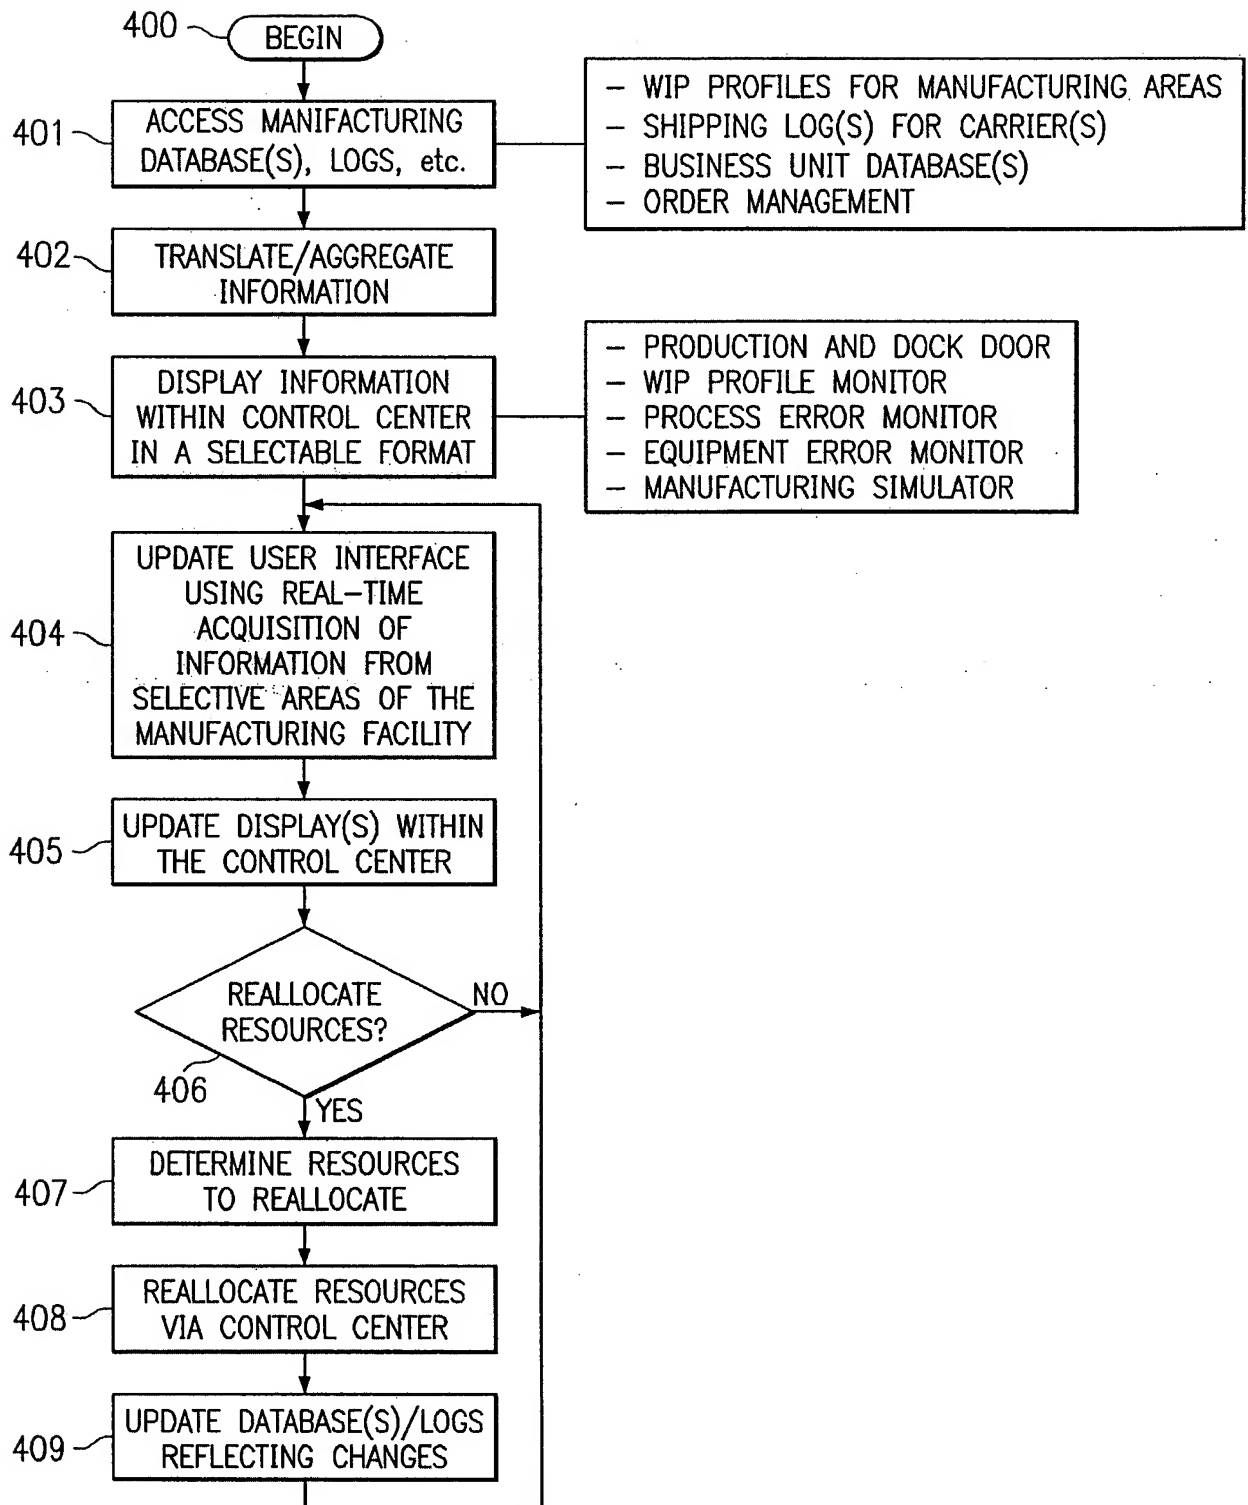 400
BEGIN
401
ACCESS MANIFACTURING
DATABASE(S), LOGS, etc.
– WIP PROFILES FOR MANUFACTURING AREAS
– SHIPPING LOG(S) FOR CARRIER(S)
– BUSINESS UNIT DATABASE(S)
– ORDER MANAGEMENT
402
TRANSLATE/AGGREGATE
INFORMATION
403
DISPLAY INFORMATION
WITHIN CONTROL CENTER
IN A SELECTABLE FORMAT
– PRODUCTION AND DOCK DOOR
– WIP PROFILE MONITOR
– PROCESS ERROR MONITOR
– EQUIPMENT ERROR MONITOR
– MANUFACTURING SIMULATOR
404
UPDATE USER INTERFACE
USING REAL–TIME
ACQUISITION OF
INFORMATION FROM
SELECTIVE AREAS OF THE
MANUFACTURING FACILITY
405
UPDATE DISPLAY(S) WITHIN
THE CONTROL CENTER
REALLOCATE
RESOURCES?
NO
406
YES
407
DETERMINE RESOURCES
TO REALLOCATE
408
REALLOCATE RESOURCES
VIA CONTROL CENTER
409
UPDATE DATABASE(S)/LOGS
REFLECTING CHANGES